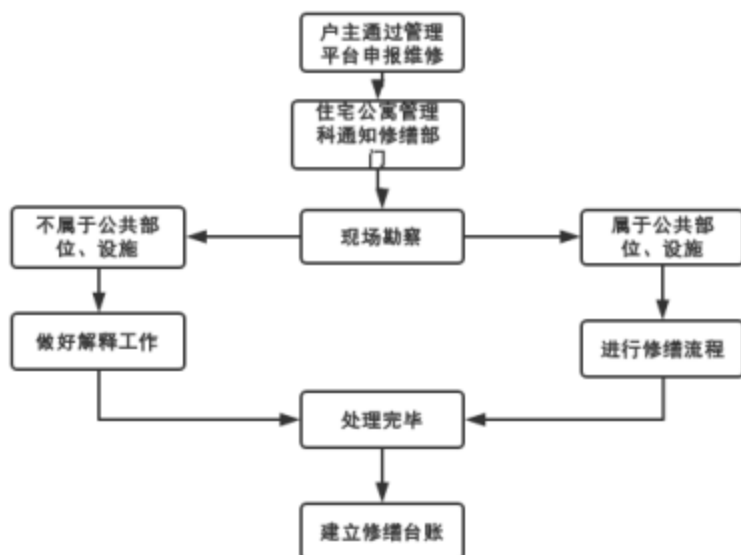 户主通过管理
平台申报维修
住宅公寓管理
科通知修缮部
门
不属于公共部
位、设施
现场勘察
属于公共部
位、设施
做好解释工作
进行修缮流程
处理完毕
建立修缮台账